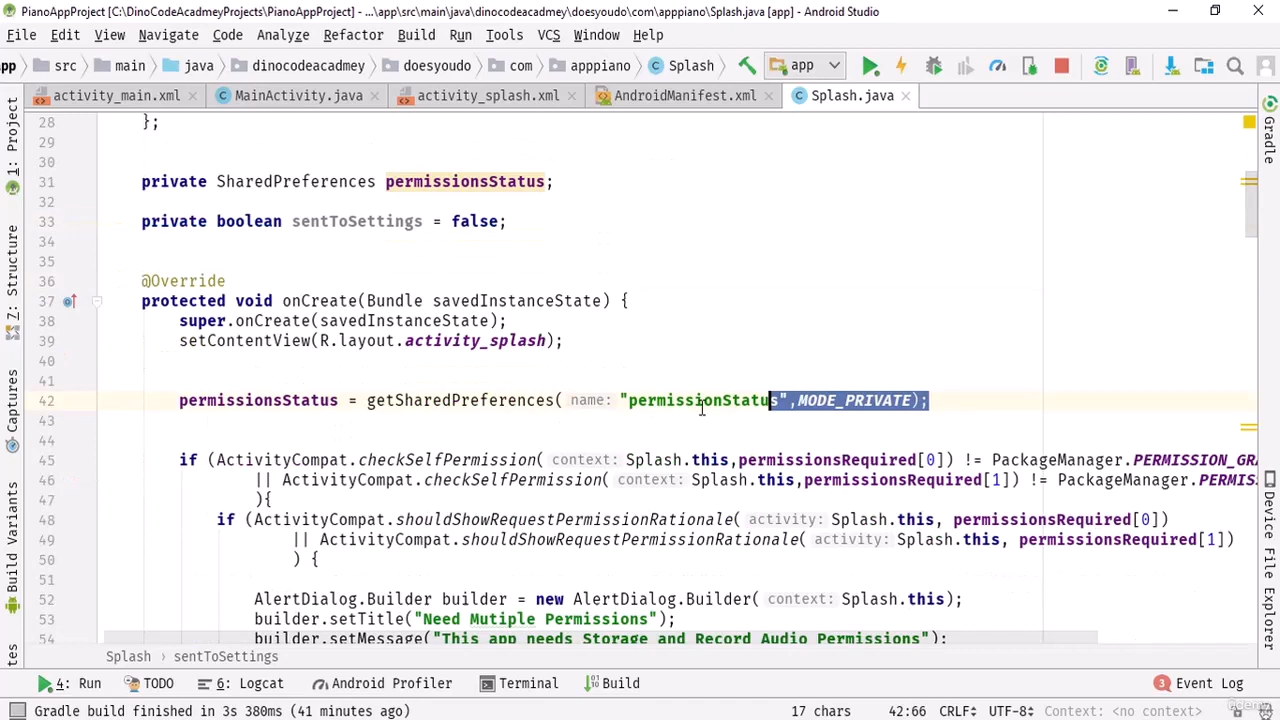 PianoAppProject [C:\DinoCodeAcadmeyProjects\PianoAppProject] - ...\app\src\main\java\dinocodeacadmey\doesyoudo\com\apppiano\Splash.java [app] - Android Studio
File Edit View Navigate Code Analyze Refactor Build Run Tools VCS Window Help
app src main java dinocodeacadmey doesyoudo com apppiano Splash app
activity_main.xml MainActivity.java activity_splash.xml AndroidManifest.xml Splash.java
1: Project
7: Structure
Captures
Build Variants
28 };
29
30
31 private SharedPreferences permissionsStatus;
32
33 private boolean sentToSettings = false;
34
35
36 @Override
37 protected void onCreate(Bundle savedInstanceState) {
38 super.onCreate(savedInstanceState);
39 setContentView(R.layout.activity_splash);
40
41
42 permissionsStatus = getSharedPreferences( name: "permissionStatus",MODE_PRIVATE);
43
44
45 if (ActivityCompat.checkSelfPermission( context: Splash.this,permissionsRequired[0]) != PackageManager.PERMISSION_GRA
46 || ActivityCompat.checkSelfPermission( context: Splash.this,permissionsRequired[1]) != PackageManager.PERMISS
47 ){
48 if (ActivityCompat.shouldShowRequestPermissionRationale( activity: Splash.this, permissionsRequired[0])
49 || ActivityCompat.shouldShowRequestPermissionRationale( activity: Splash.this, permissionsRequired[1])
50 ) {
51
52 AlertDialog.Builder builder = new AlertDialog.Builder( context: Splash.this);
53 builder.setTitle("Need Mutiple Permissions");
54 builder.setMessage("This app needs Storage and Record Audio Permissions");
Gradle
Device File Explorer
Splash › sentToSettings
4: Run TODO 6: Logcat Android Profiler Terminal Build 3 Event Log
Gradle build finished in 3s 380ms (41 minutes ago) 17 chars 42:66 CRLF UTF-8 Context: <no context>